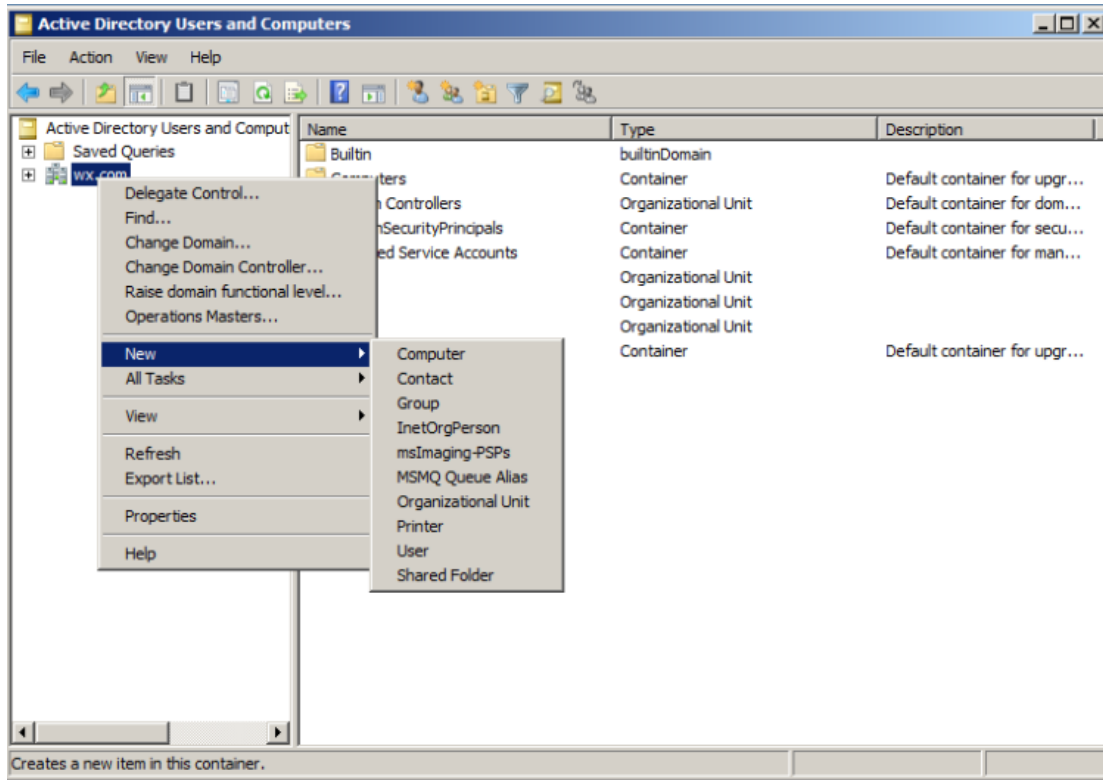 Active Directory Users and Computers
File Action View Help
Active Directory Users and Comput
Saved Queries
wx.com
Name Type Description
Builtin builtinDomain
Container Default container for upgr...
Controllers Organizational Unit Default container for dom...
nSecurityPrincipals Container Default container for secu...
ed Service Accounts Container Default container for man...
Organizational Unit
Organizational Unit
Organizational Unit
Container Default container for upgr...
Delegate Control...
Find...
Change Domain...
Change Domain Controller...
Raise domain functional level...
Operations Masters...
New
All Tasks
View
Refresh
Export List...
Properties
Help
Computer
Contact
Group
InetOrgPerson
msImaging-PSPs
MSMQ Queue Alias
Organizational Unit
Printer
User
Shared Folder
Creates a new item in this container.